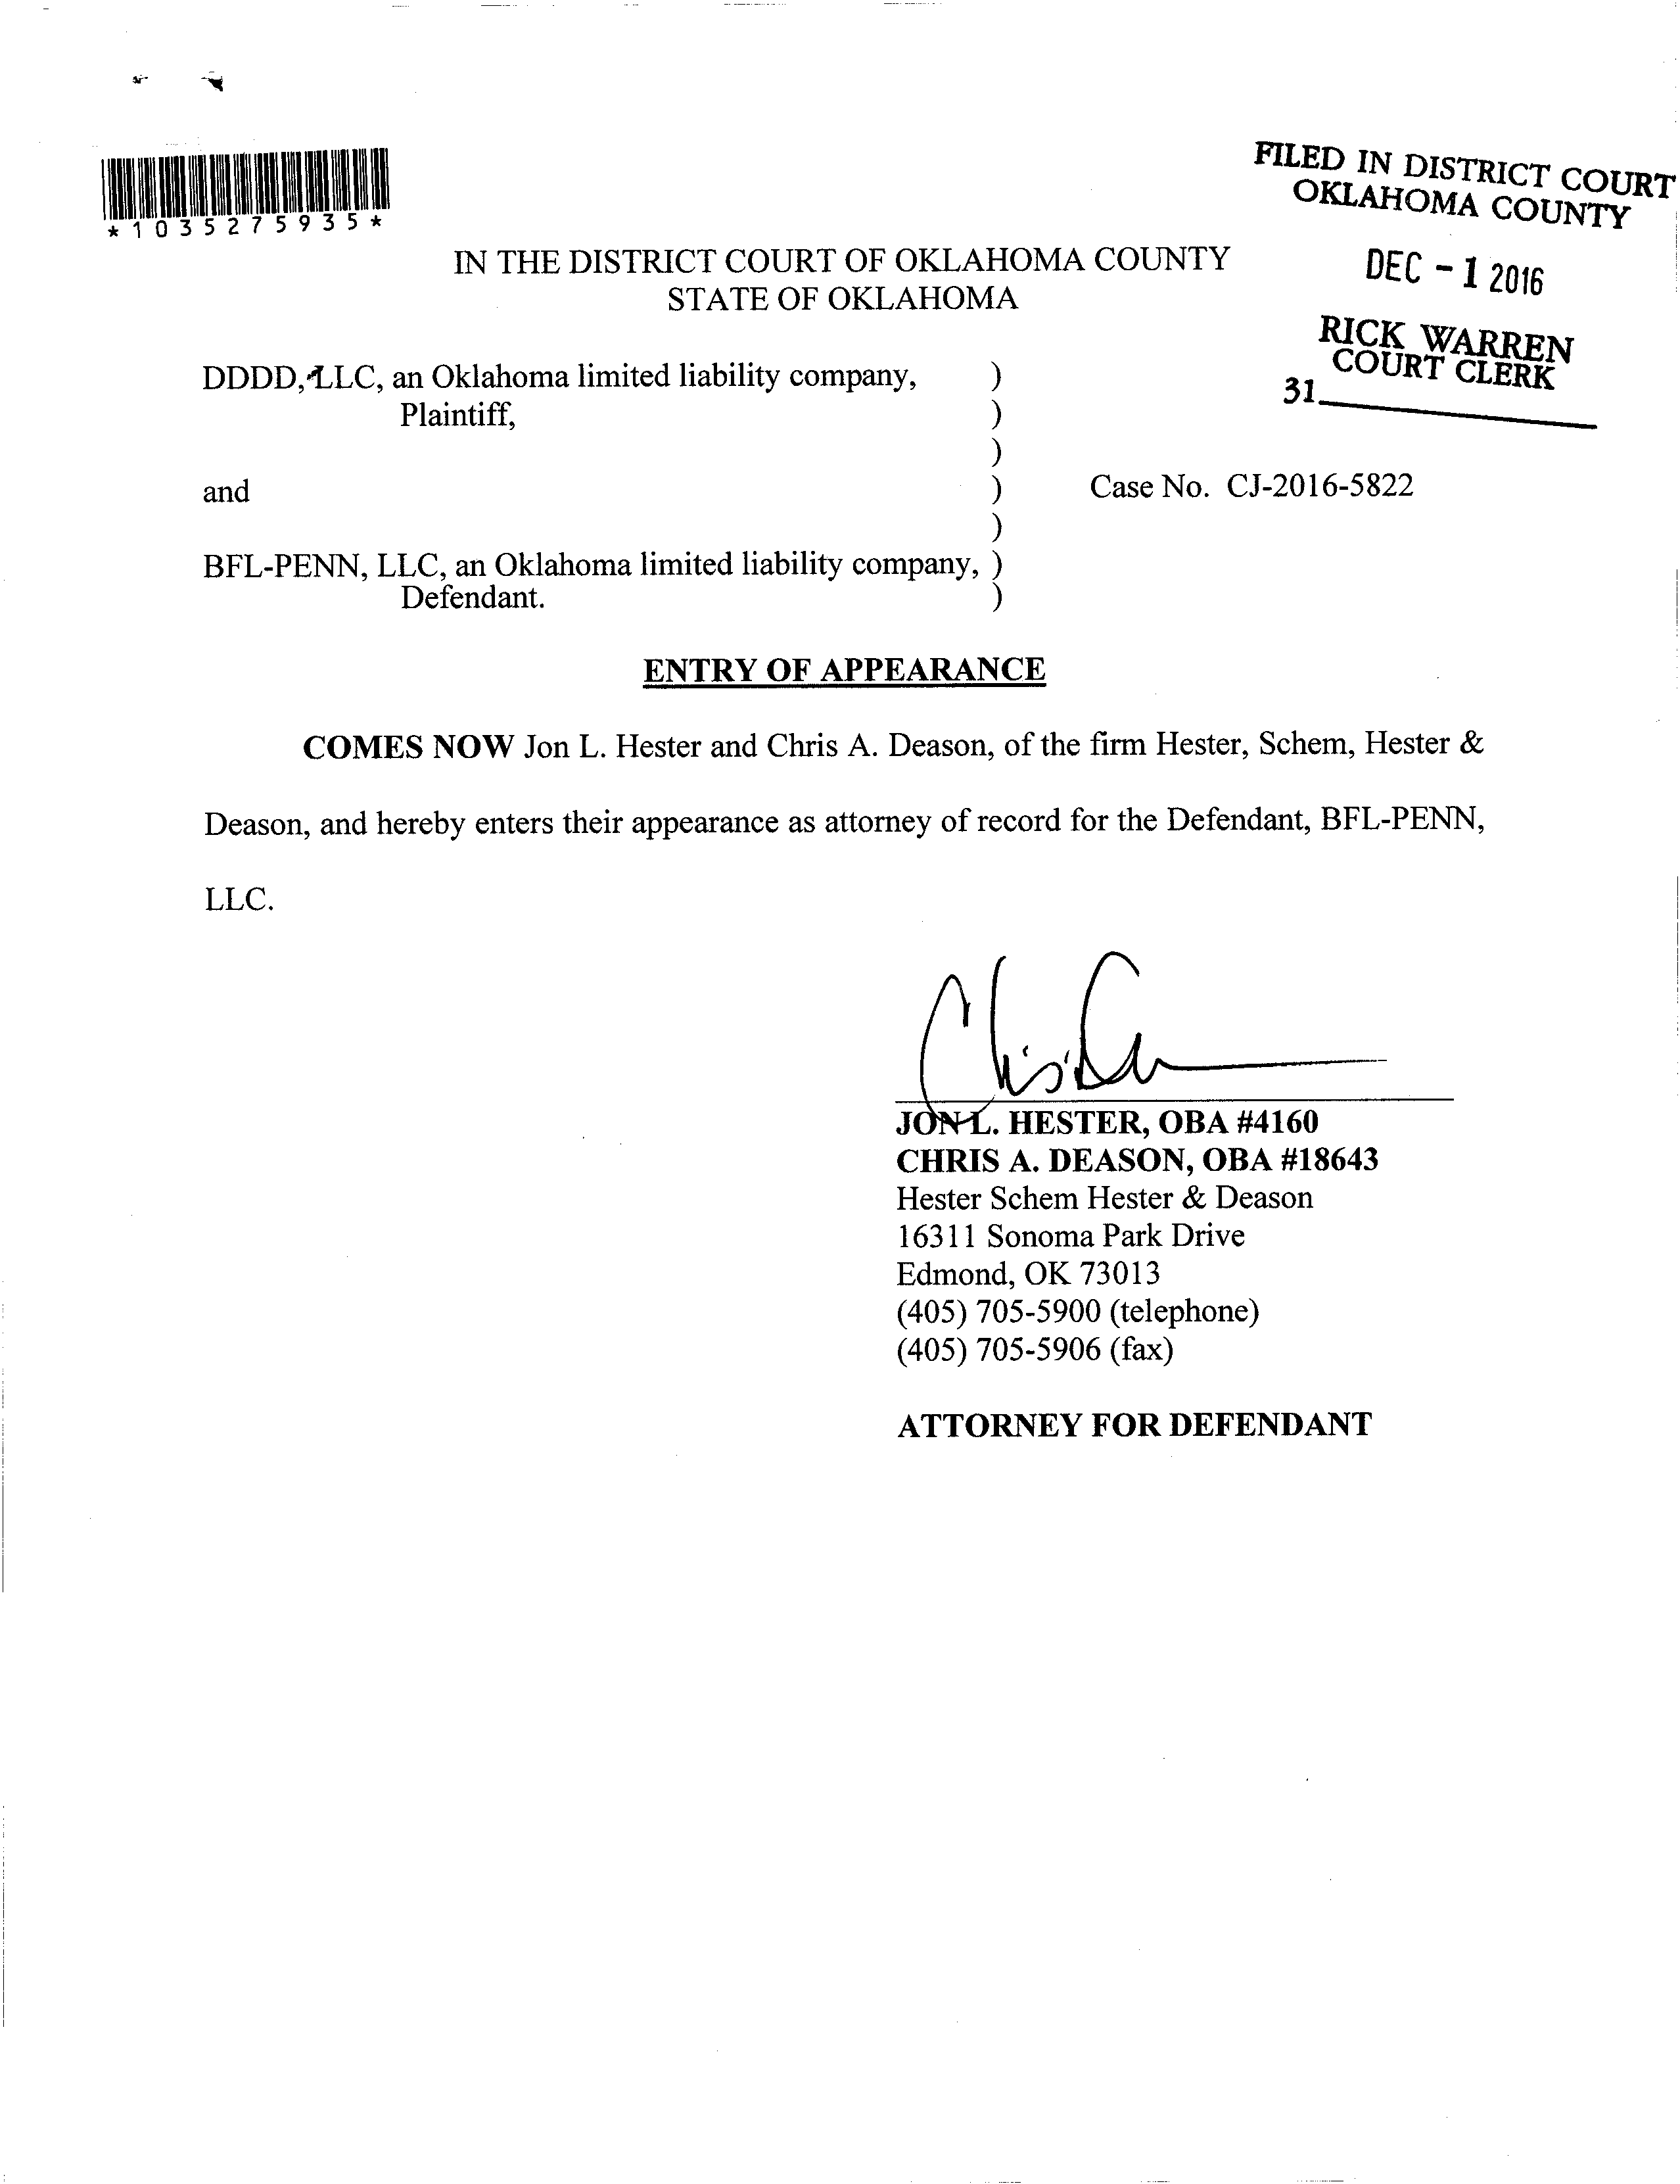 *1035275935*
FILED IN DISTRICT COURT
OKLAHOMA COUNTY
DEC - 1 2016
RICK WARREN
COURT CLERK
31
IN THE DISTRICT COURT OF OKLAHOMA COUNTY
STATE OF OKLAHOMA
DDDD, LLC, an Oklahoma limited liability company, )
Plaintiff, )
)
and ) Case No. CJ-2016-5822
)
BFL-PENN, LLC, an Oklahoma limited liability company, )
Defendant. )
ENTRY OF APPEARANCE
COMES NOW Jon L. Hester and Chris A. Deason, of the firm Hester, Schem, Hester &
Deason, and hereby enters their appearance as attorney of record for the Defendant, BFL-PENN,
LLC.
JON L. HESTER, OBA #4160
CHRIS A. DEASON, OBA #18643
Hester Schem Hester & Deason
16311 Sonoma Park Drive
Edmond, OK 73013
(405) 705-5900 (telephone)
(405) 705-5906 (fax)
ATTORNEY FOR DEFENDANT